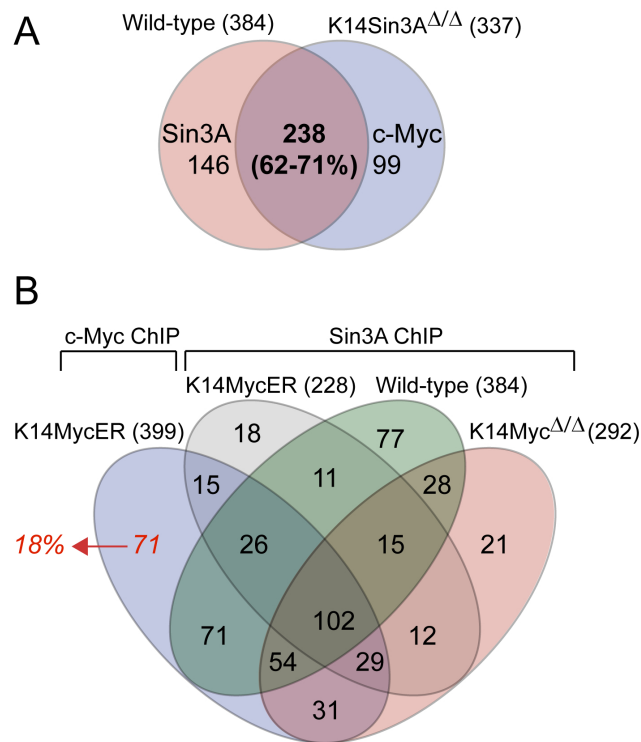 A
Wild-type (384)
K14Sin3AΔ/Δ (337)
Sin3A
146
238
(62-71%)
c-Myc
99
B
c-Myc ChIP
Sin3A ChIP
K14MycER (228)
Wild-type (384)
K14MycER (399)
K14MycΔ/Δ (292)
18
77
15
11
28
18%
71
26
15
21
71
102
12
54
29
31